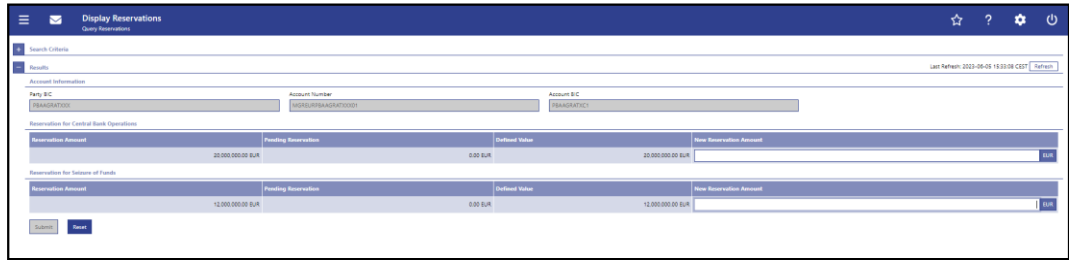 Display Reservations
Query Reservations
+ Search Criteria
− Results Last Refresh: 2023-06-05 15:53:08 CEST Refresh
Account Information
Party BIC Account Number Account BIC
PBAAGRATXXX PBAAGRATXC1
Reservation for Central Bank Operations
Reservation Amount Pending Reservation Defined Value New Reservation Amount
20.000.000.00 EUR 0.00 EUR 20.000.000.00 EUR EUR
Reservation for Seizure of Funds
Reservation Amount Pending Reservation Defined Value New Reservation Amount
12.000.000.00 EUR 0.00 EUR 12.000.000.00 EUR EUR
Submit Reset